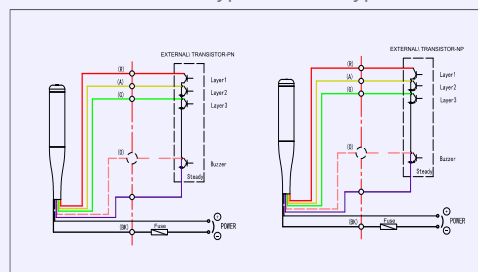 EXTERNAL\ TRANSISTOR-PN
(R)
(A)
(G)
Layer1
Layer2
Layer3
(O)
Buzzer
Steady
(BK)
Fuse
POWER
EXTERNAL\ TRANSISTOR-NP
(R)
(A)
(G)
Layer1
Layer2
Layer3
(O)
Buzzer
Steady
(BK)
Fuse
POWER